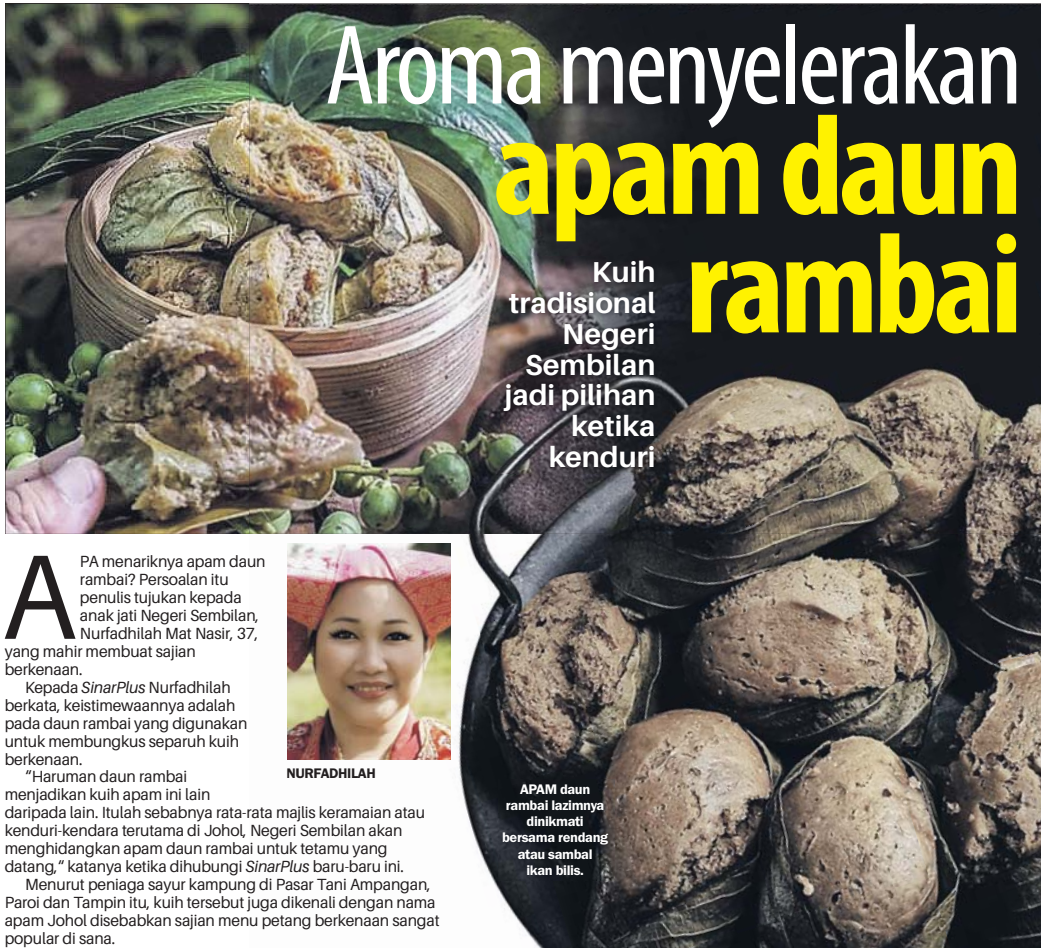 Aroma menyelerakan
apam daun
rambai
Kuih
tradisional
Negeri
Sembilan
jadi pilihan
ketika
kenduri
APA menariknya apam daun
rambai? Persoalan itu
penulis tujukan kepada
anak jati Negeri Sembilan,
Nurfadhilah Mat Nasir, 37,
yang mahir membuat sajian
berkenaan.
Kepada SinarPlus Nurfadhilah
berkata, keistimewaannya adalah
pada daun rambai yang digunakan
untuk membungkus separuh kuih
berkenaan.
"Haruman daun rambai
menjadikan kuih apam ini lain
daripada lain. Itulah sebabnya rata-rata majlis keramaian atau
kenduri-kendara terutama di Johol, Negeri Sembilan akan
menghidangkan apam daun rambai untuk tetamu yang
datang," katanya ketika dihubungi SinarPlus baru-baru ini.
Menurut peniaga sayur kampung di Pasar Tani Ampangan,
Paroi dan Tampin itu, kuih tersebut juga dikenali dengan nama
apam Johol disebabkan sajian menu petang berkenaan sangat
popular di sana.
NURFADHILAH
APAM daun
rambai lazimnya
dinikmati
bersama rendang
atau sambal
ikan bilis.